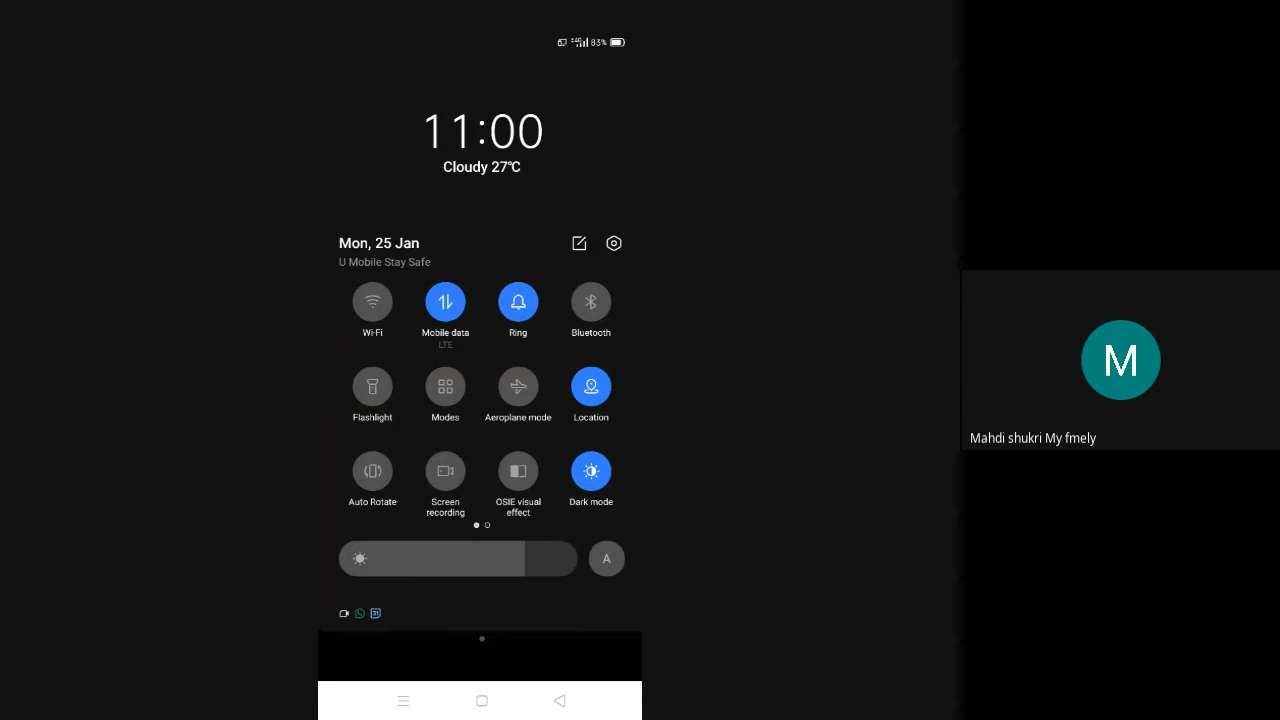 83%
11:00
Cloudy 27°C
Mon, 25 Jan
U Mobile Stay Safe
Wi-Fi
Mobile data
LTE
Ring
Bluetooth
Flashlight
Modes
Aeroplane mode
Location
Auto Rotate
Screen
recording
OSIE visual
effect
Dark mode
A
31
M
Mahdi shukri My fmely